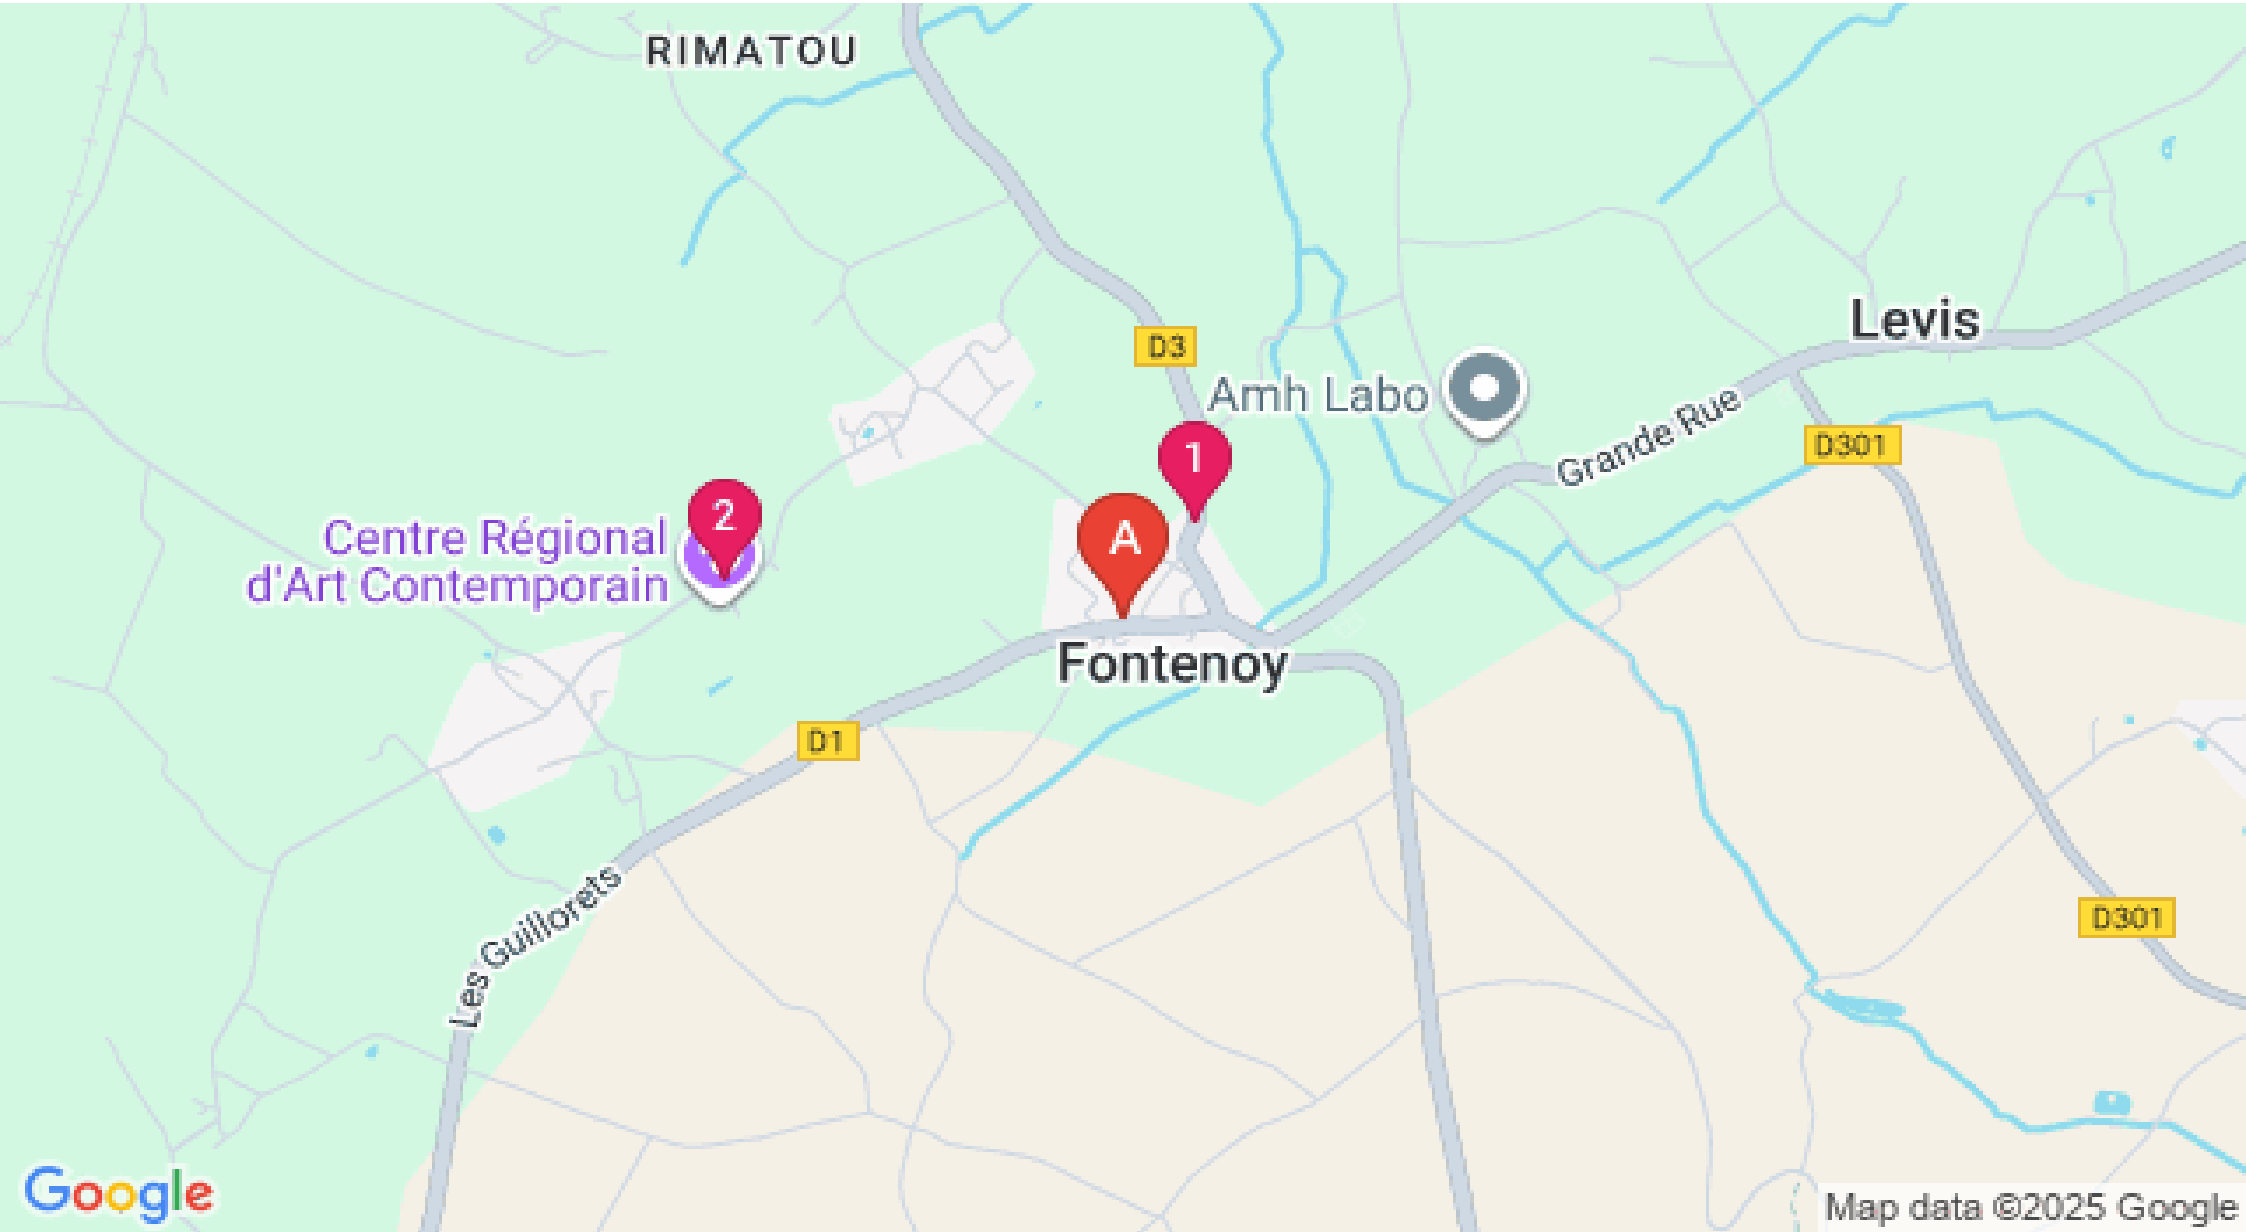 RIMATOU
Levis
D3
Amh Labo
Grande Rue
D301
1
2
A
Centre Régional
d'Art Contemporain
Fontenoy
D1
Les Guillorets
D301
Google
Map data ©2025 Google